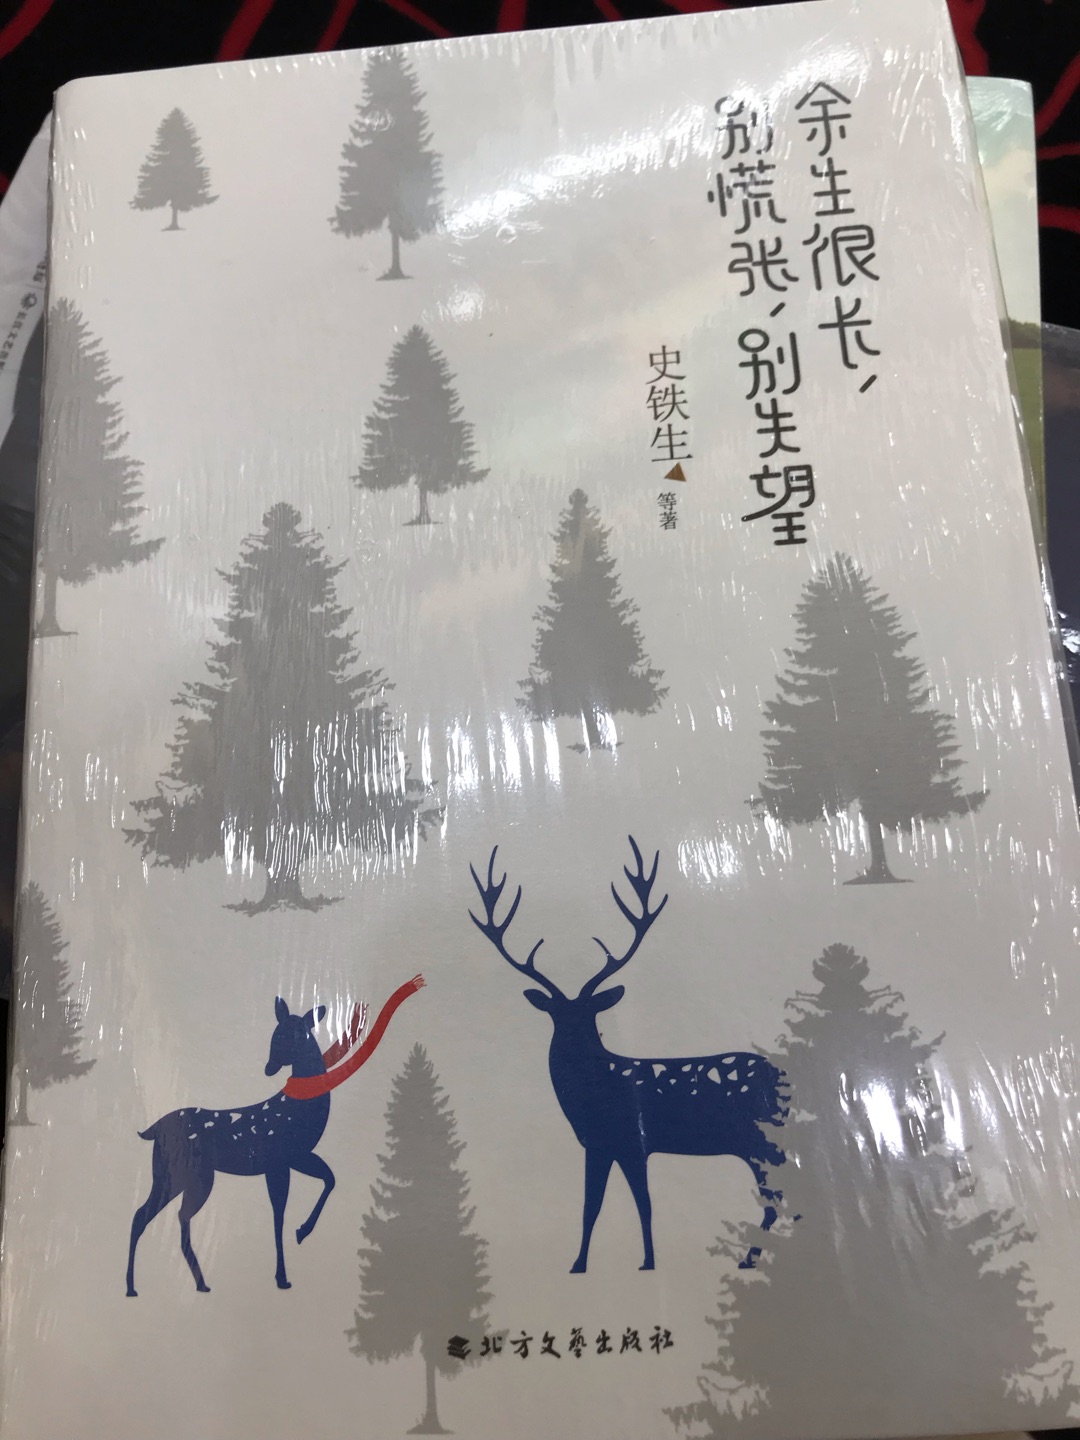 余生很长，
别慌张，别失望
史铁生
等著
北方文艺出版社